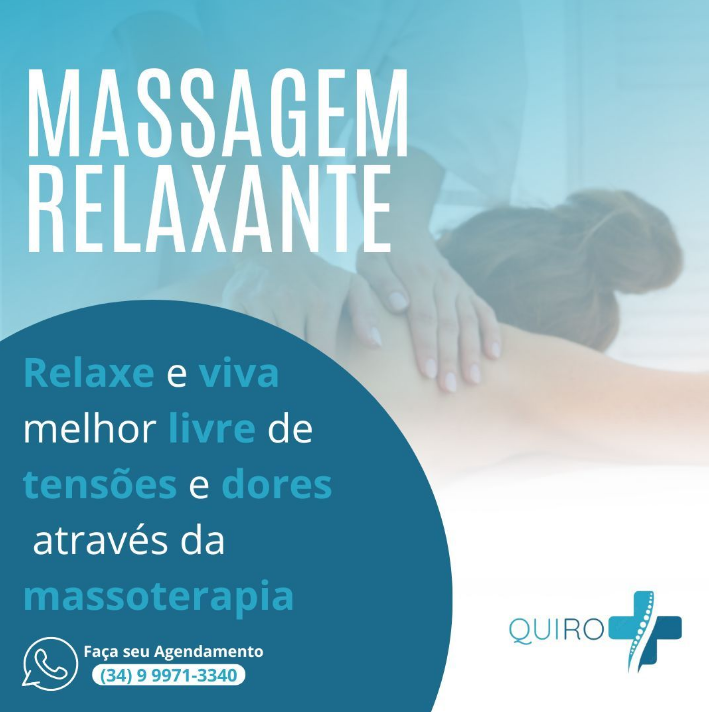 MASSAGEM
RELAXANTE
Relaxe e viva
melhor livre de
tensões e dores
através da
massoterapia
Faça seu Agendamento
(34) 9 9971-3340
QUIRO